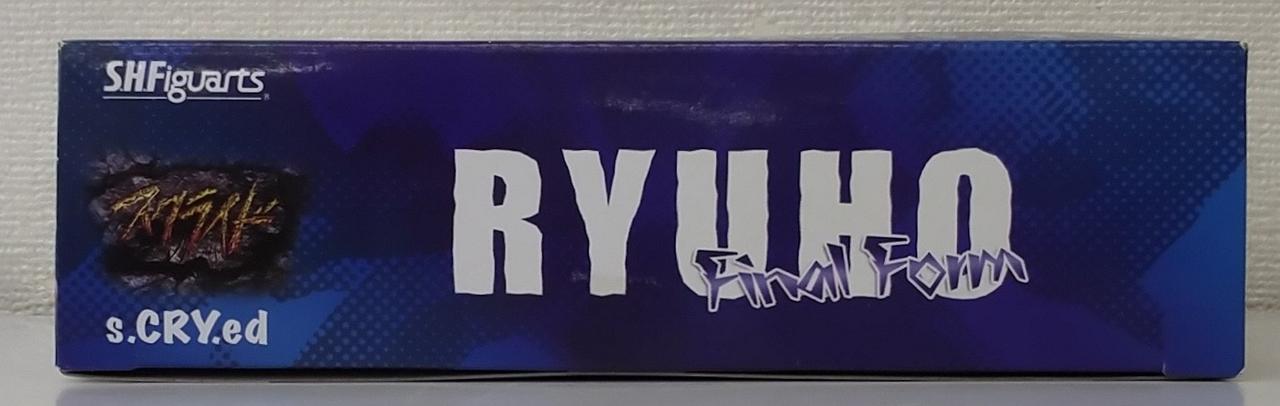 S.H.Figuarts
スクライド
s.CRY.ed
RYUHO
Final Form